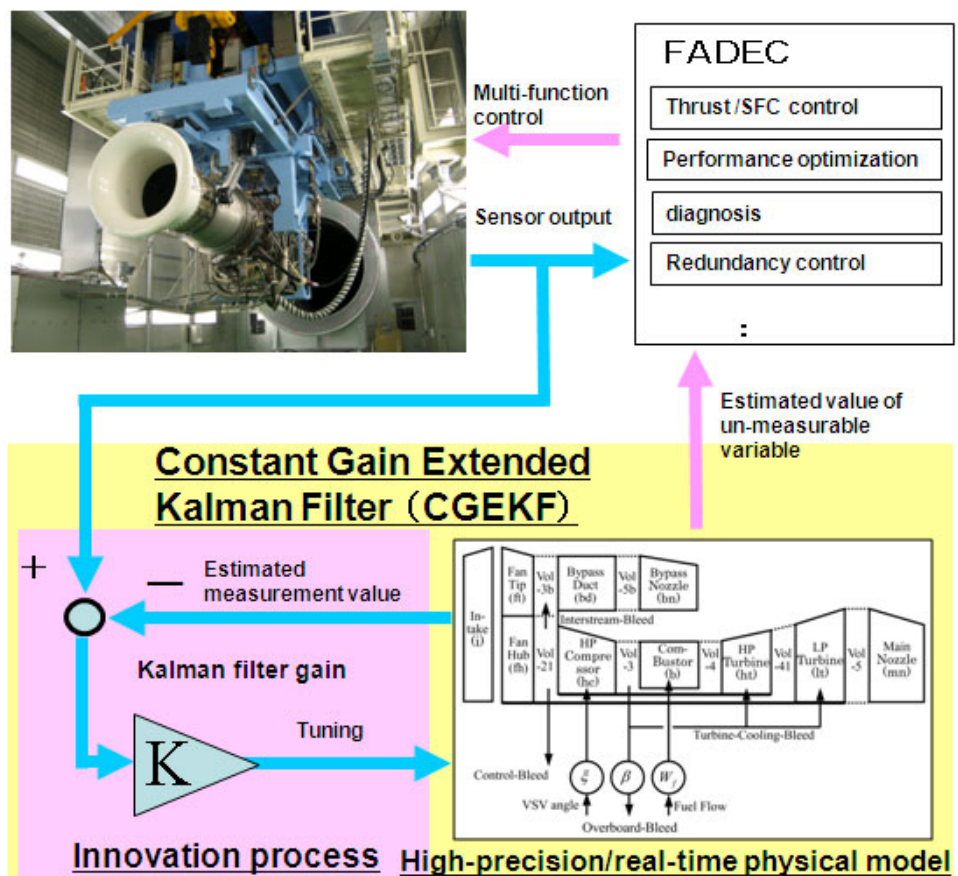 FADEC
Thrust /SFC control
Performance optimization
diagnosis
Redundancy control
:
Multi-function
control
Sensor output
Estimated value of
un-measurable
variable
Constant Gain Extended
Kalman Filter（CGEKF）
+
−
Estimated
measurement value
Kalman filter gain
K
Tuning
Innovation process
In-
take
(i)
Fan
Tip
(ft)
Vol
-3b
Bypass
Duct
(bd)
Vol
-5b
Bypass
Nozzle
(bn)
Interstream-Bleed
Fan
Hub
(fh)
Vol
-21
HP
Compre
ssor
(hc)
Vol
-3
Com-
Bustor
(b)
Vol
-4
HP
Turbine
(ht)
Vol
-41
LP
Turbine
(lt)
Vol
-5
Main
Nozzle
(mn)
Turbine-Cooling-Bleed
Control-Bleed
ξ
β
W_f
VSV angle
Fuel Flow
Overboard-Bleed
High-precision/real-time physical model